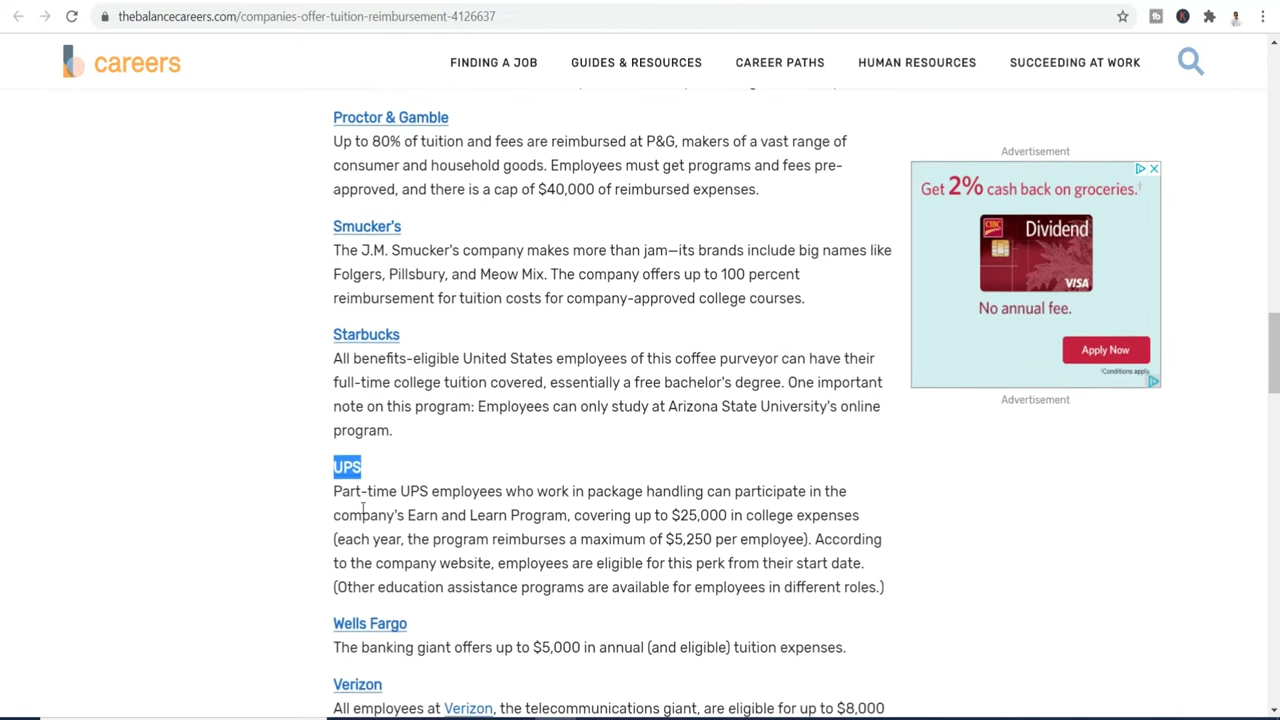 thebalancecareers.com/companies-offer-tuition-reimbursement-4126637
careers
FINDING A JOB
GUIDES & RESOURCES
CAREER PATHS
HUMAN RESOURCES
SUCCEEDING AT WORK
Proctor & Gamble
Up to 80% of tuition and fees are reimbursed at P&G, makers of a vast range of
consumer and household goods. Employees must get programs and fees pre-
approved, and there is a cap of $40,000 of reimbursed expenses.
Smucker's
The J.M. Smucker's company makes more than jam—its brands include big names like
Folgers, Pillsbury, and Meow Mix. The company offers up to 100 percent
reimbursement for tuition costs for company-approved college courses.
Starbucks
All benefits-eligible United States employees of this coffee purveyor can have their
full-time college tuition covered, essentially a free bachelor's degree. One important
note on this program: Employees can only study at Arizona State University's online
program.
UPS
Part-time UPS employees who work in package handling can participate in the
company's Earn and Learn Program, covering up to $25,000 in college expenses
(each year, the program reimburses a maximum of $5,250 per employee). According
to the company website, employees are eligible for this perk from their start date.
(Other education assistance programs are available for employees in different roles.)
Wells Fargo
The banking giant offers up to $5,000 in annual (and eligible) tuition expenses.
Verizon
All employees at Verizon, the telecommunications giant, are eligible for up to $8,000
Advertisement
Get 2% cash back on groceries.†
CIBC
Dividend
VISA
No annual fee.
Apply Now
†Conditions apply.
Advertisement